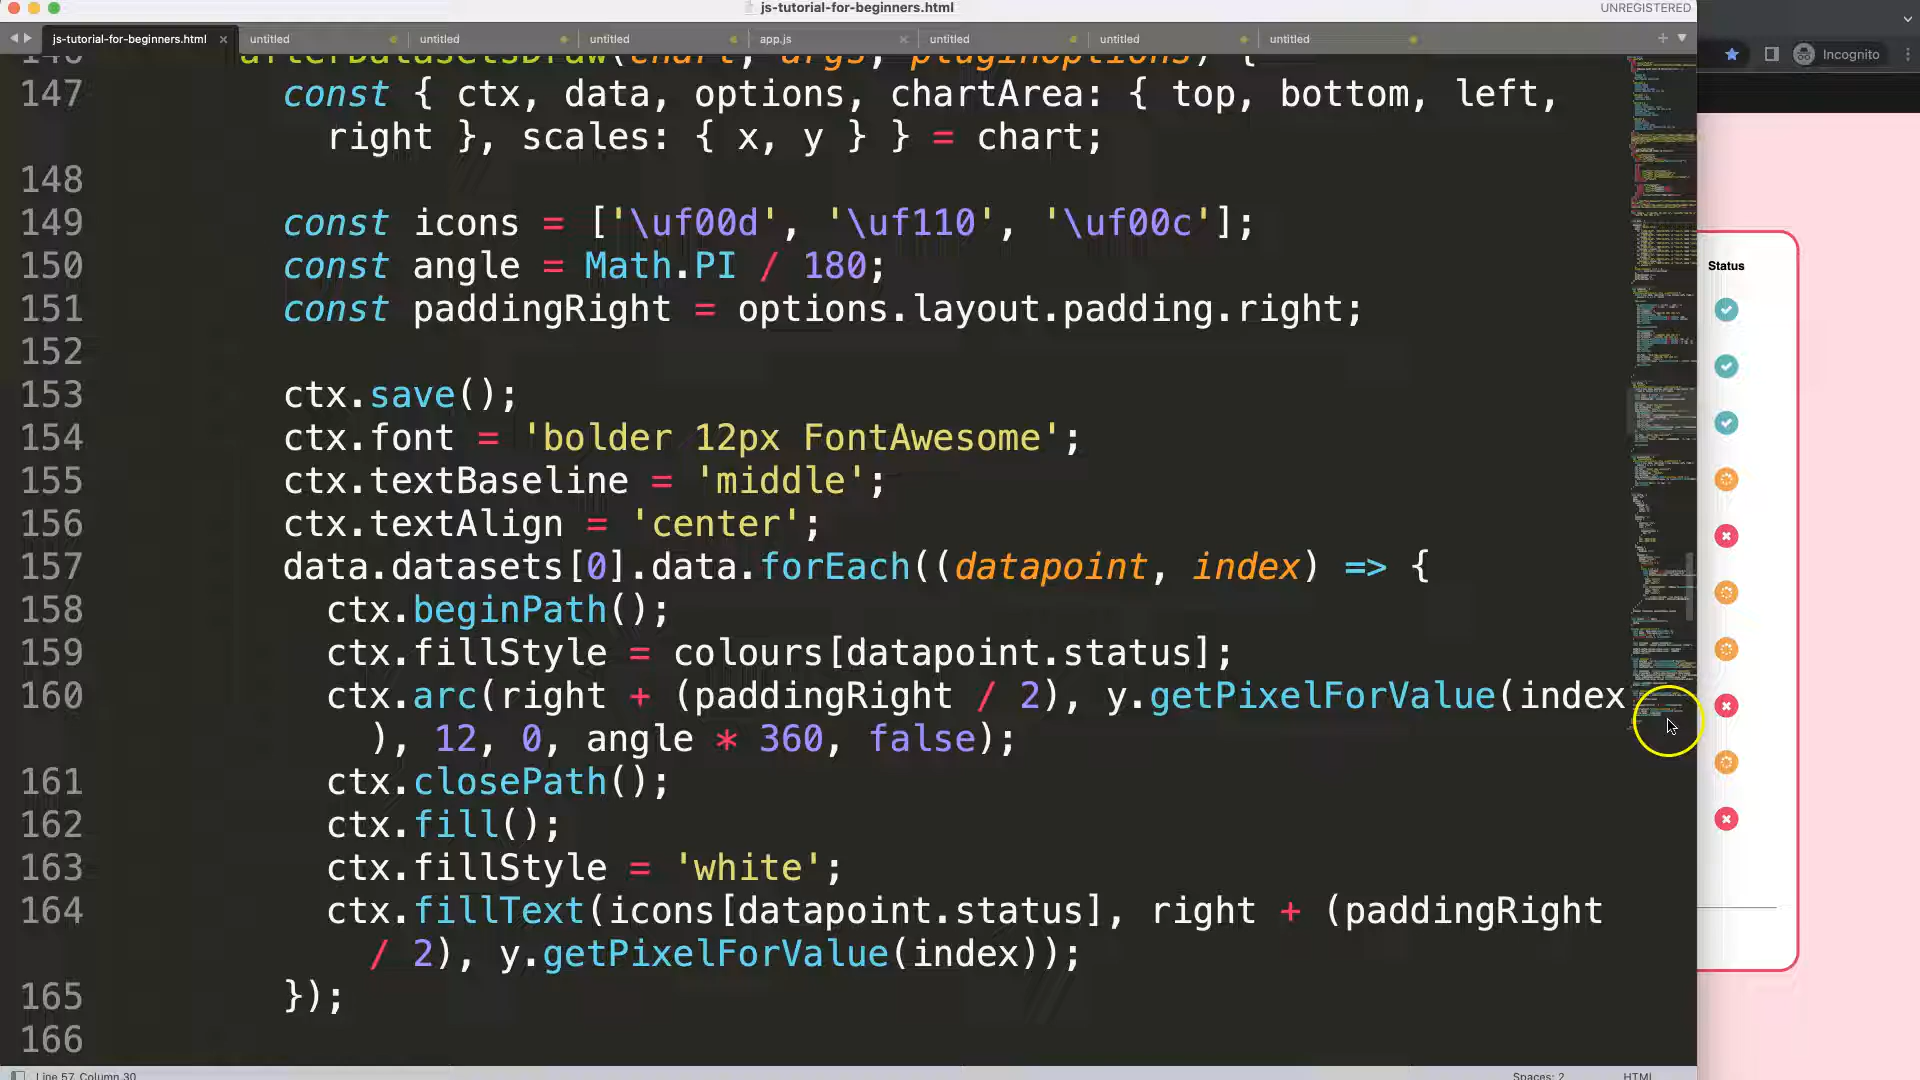 js-tutorial-for-beginners.html
UNREGISTERED
js-tutorial-for-beginners.html × untitled untitled untitled app.js × untitled untitled untitled + ▼
Incognito
146 afterDatasetsDraw(chart, args, pluginOptions) {
147 const { ctx, data, options, chartArea: { top, bottom, left,
right }, scales: { x, y } } = chart;
148
149 const icons = ['\uf00d', '\uf110', '\uf00c'];
150 const angle = Math.PI / 180;
151 const paddingRight = options.layout.padding.right;
152
153 ctx.save();
154 ctx.font = 'bolder 12px FontAwesome';
155 ctx.textBaseline = 'middle';
156 ctx.textAlign = 'center';
157 data.datasets[0].data.forEach((datapoint, index) => {
158 ctx.beginPath();
159 ctx.fillStyle = colours[datapoint.status];
160 ctx.arc(right + (paddingRight / 2), y.getPixelForValue(index
), 12, 0, angle * 360, false);
161 ctx.closePath();
162 ctx.fill();
163 ctx.fillStyle = 'white';
164 ctx.fillText(icons[datapoint.status], right + (paddingRight
/ 2), y.getPixelForValue(index));
165 });
166
Status
Line 57, Column 30
Spaces: 2
HTML